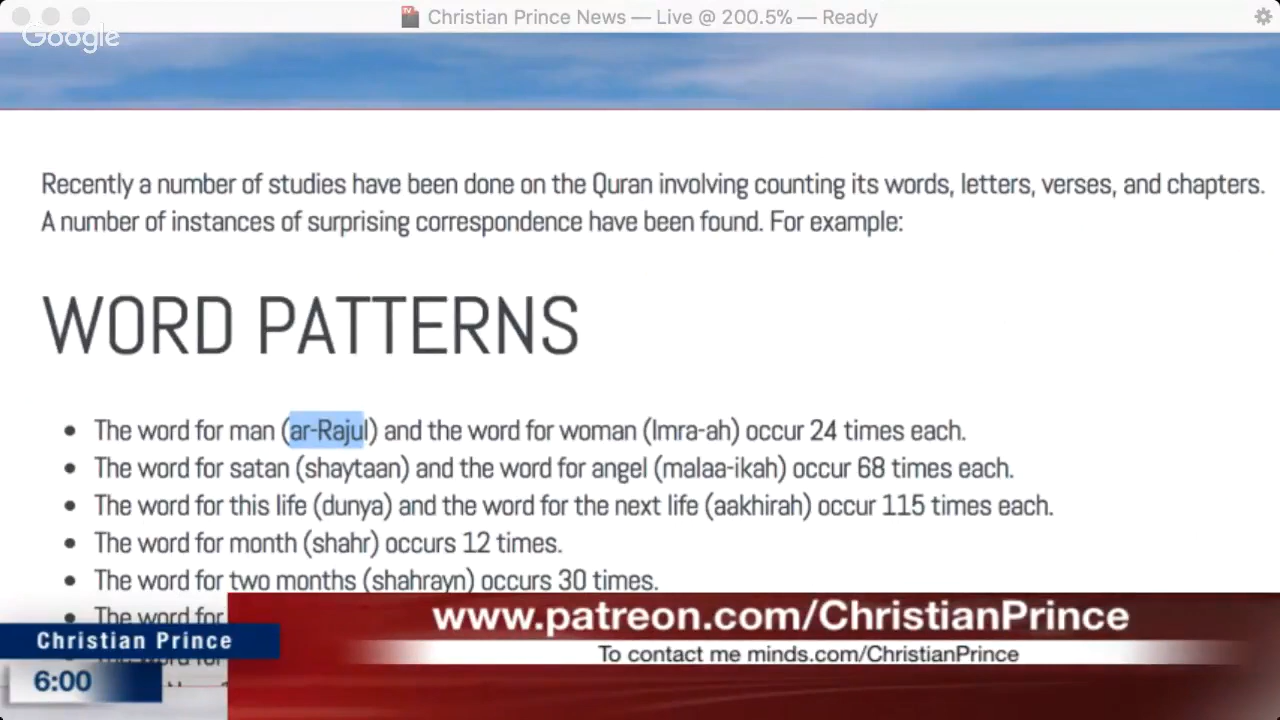 Christian Prince News — Live @ 200.5% — Ready
Google
Recently a number of studies have been done on the Quran involving counting its words, letters, verses, and chapters.
A number of instances of surprising correspondence have been found. For example:
WORD PATTERNS
• The word for man (ar-Rajul) and the word for woman (Imra-ah) occur 24 times each.
• The word for satan (shaytaan) and the word for angel (malaa-ikah) occur 68 times each.
• The word for this life (dunya) and the word for the next life (aakhirah) occur 115 times each.
• The word for month (shahr) occurs 12 times.
• The word for two months (shahrayn) occurs 30 times.
• The word for
www.patreon.com/ChristianPrince
Christian Prince
To contact me minds.com/ChristianPrince
6:00